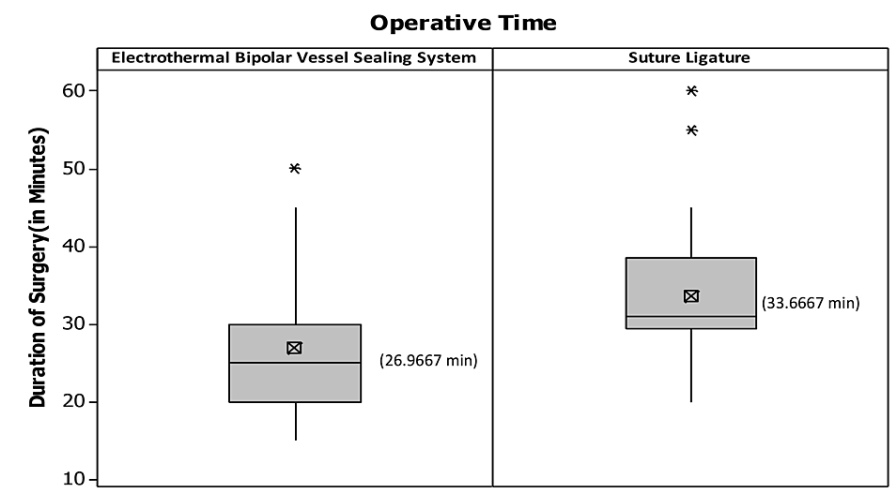 Operative Time
Electrothermal Bipolar Vessel Sealing System
Suture Ligature
Duration of Surgery(in Minutes)
60
50
40
30
20
10
(26.9667 min)
(33.6667 min)